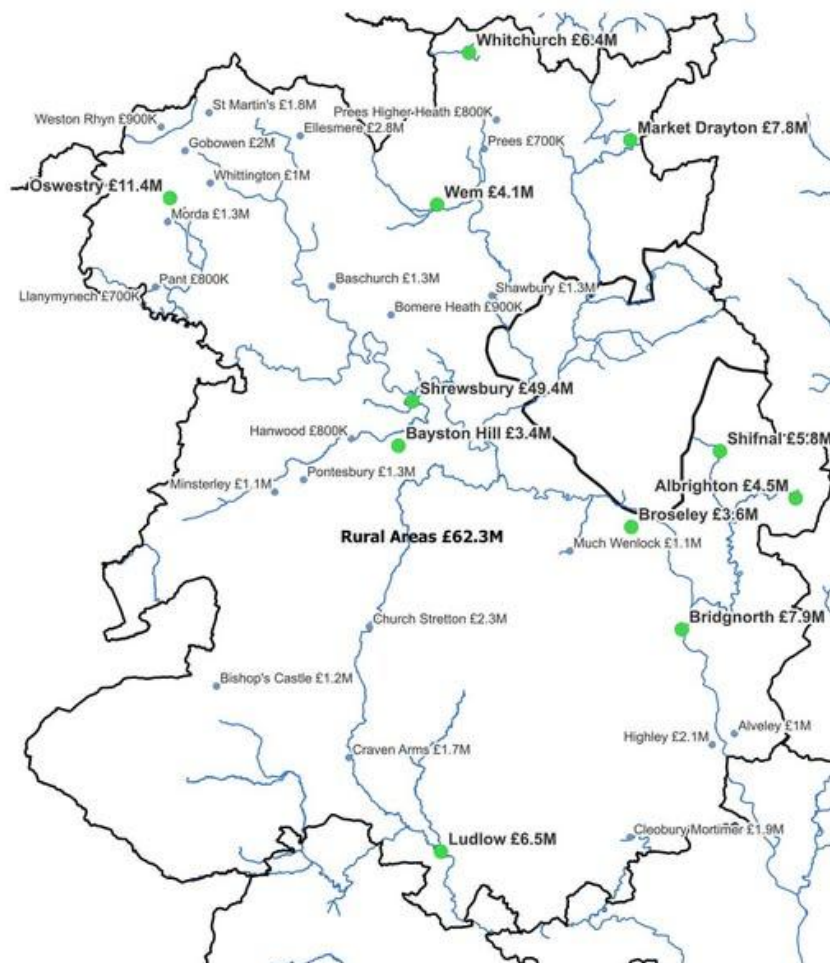 Whitchurch £6.4M
St Martin's £1.8M
Prees Higher-Heath £800K
Weston Rhyn £900K
Ellesmere £2.8M
Market Drayton £7.8M
Gobowen £2M
Prees £700K
Oswestry £11.4M
Whittington £1M
Wem £4.1M
Morda £1.3M
Pant £800K
Baschurch £1.3M
Shawbury £1.3M
Llanymynech £700K
Bomere Heath £900K
Shrewsbury £49.4M
Hanwood £800K
Bayston Hill £3.4M
Shifnal £5.8M
Pontesbury £1.3M
Minsterley £1.1M
Albrighton £4.5M
Broseley £3.6M
Rural Areas £62.3M
Much Wenlock £1.1M
Church Stretton £2.3M
Bridgnorth £7.9M
Bishop's Castle £1.2M
Alveley £1M
Highley £2.1M
Craven Arms £1.7M
Cleobury Mortimer £1.9M
Ludlow £6.5M